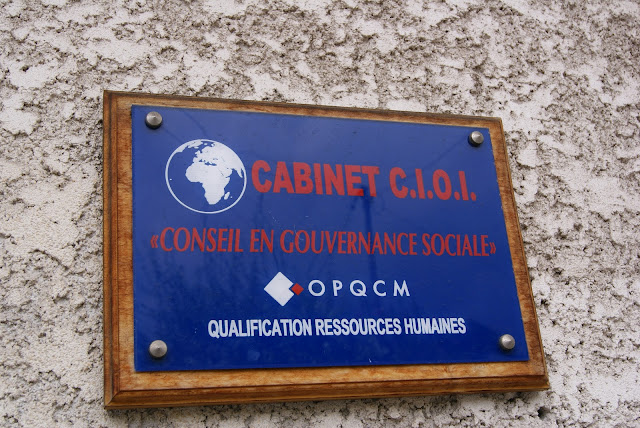 CABINET C.I.O.I.
«CONSEIL EN GOUVERNANCE SOCIALE»
OPQCM
QUALIFICATION RESSOURCES HUMAINES